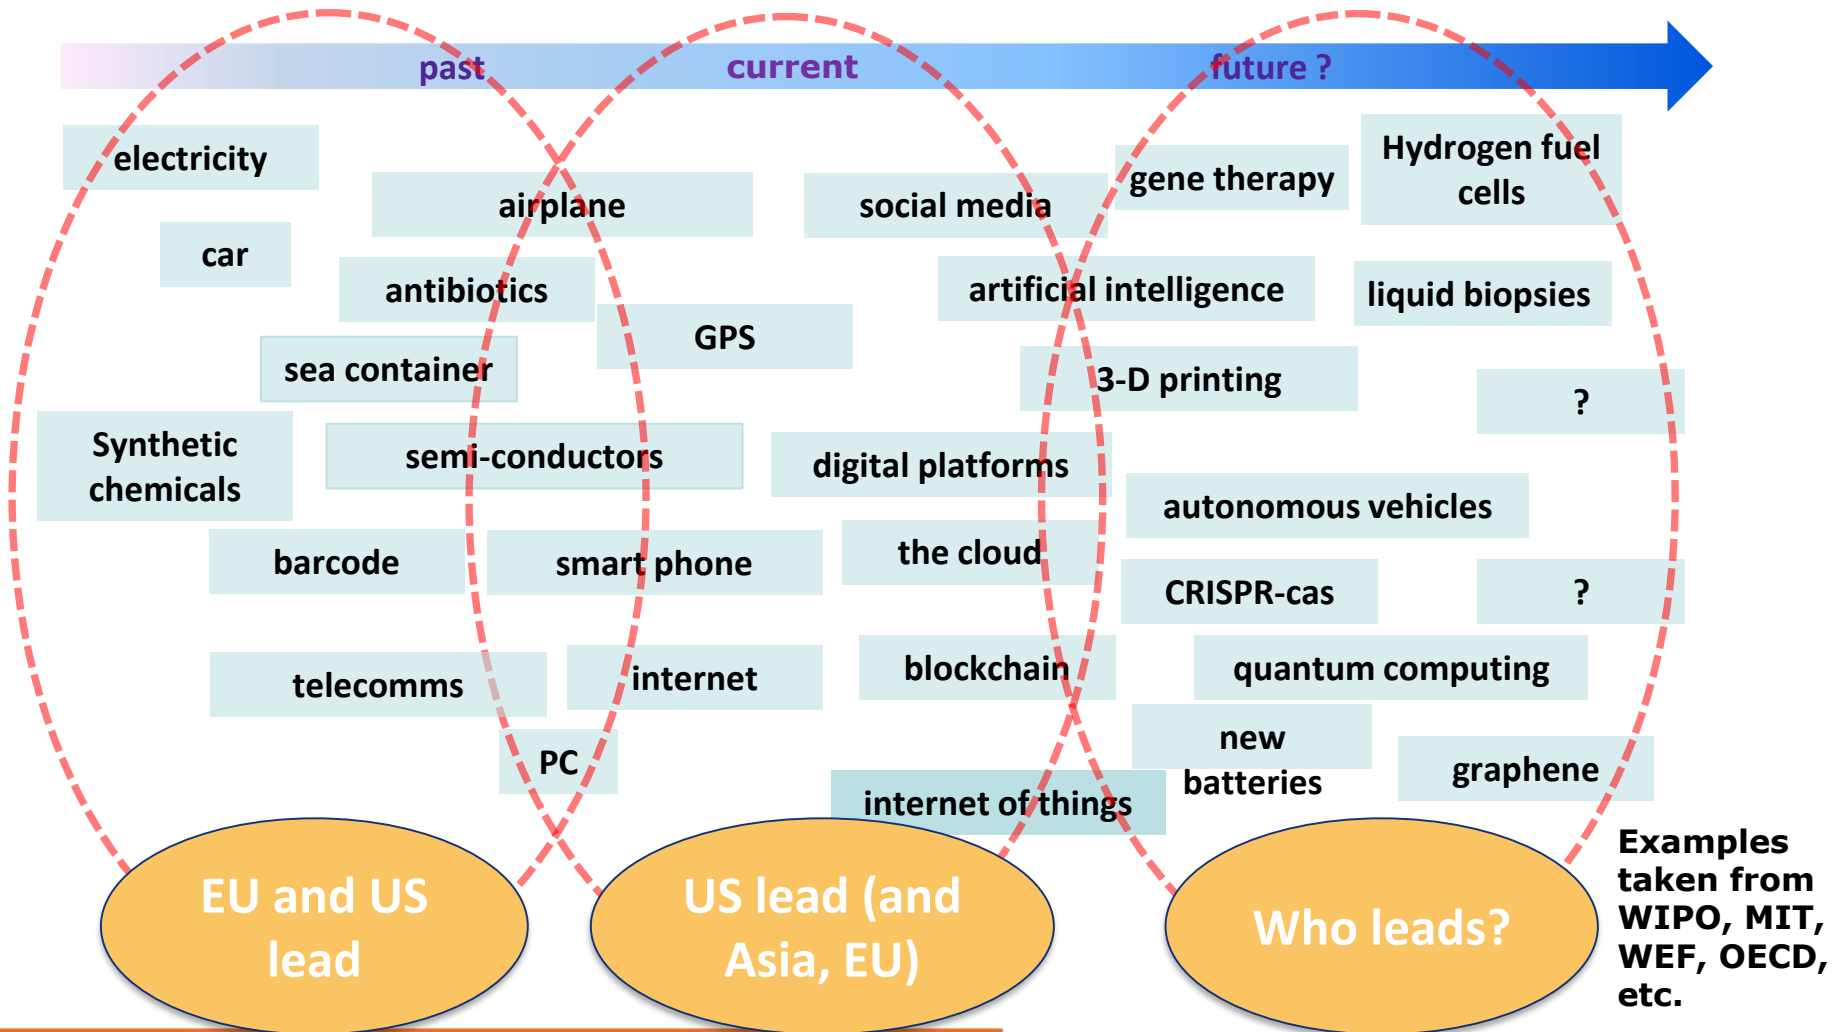 past
current
future ?
electricity
airplane
social media
gene therapy
Hydrogen fuel
cells
car
antibiotics
GPS
artificial intelligence
liquid biopsies
sea container
3-D printing
?
Synthetic
chemicals
semi-conductors
digital platforms
autonomous vehicles
barcode
smart phone
the cloud
CRISPR-cas
?
telecomms
internet
blockchain
quantum computing
PC
internet of things
new
batteries
graphene
EU and US
lead
US lead (and
Asia, EU)
Who leads?
Examples
taken from
WIPO, MIT,
WEF, OECD,
etc.